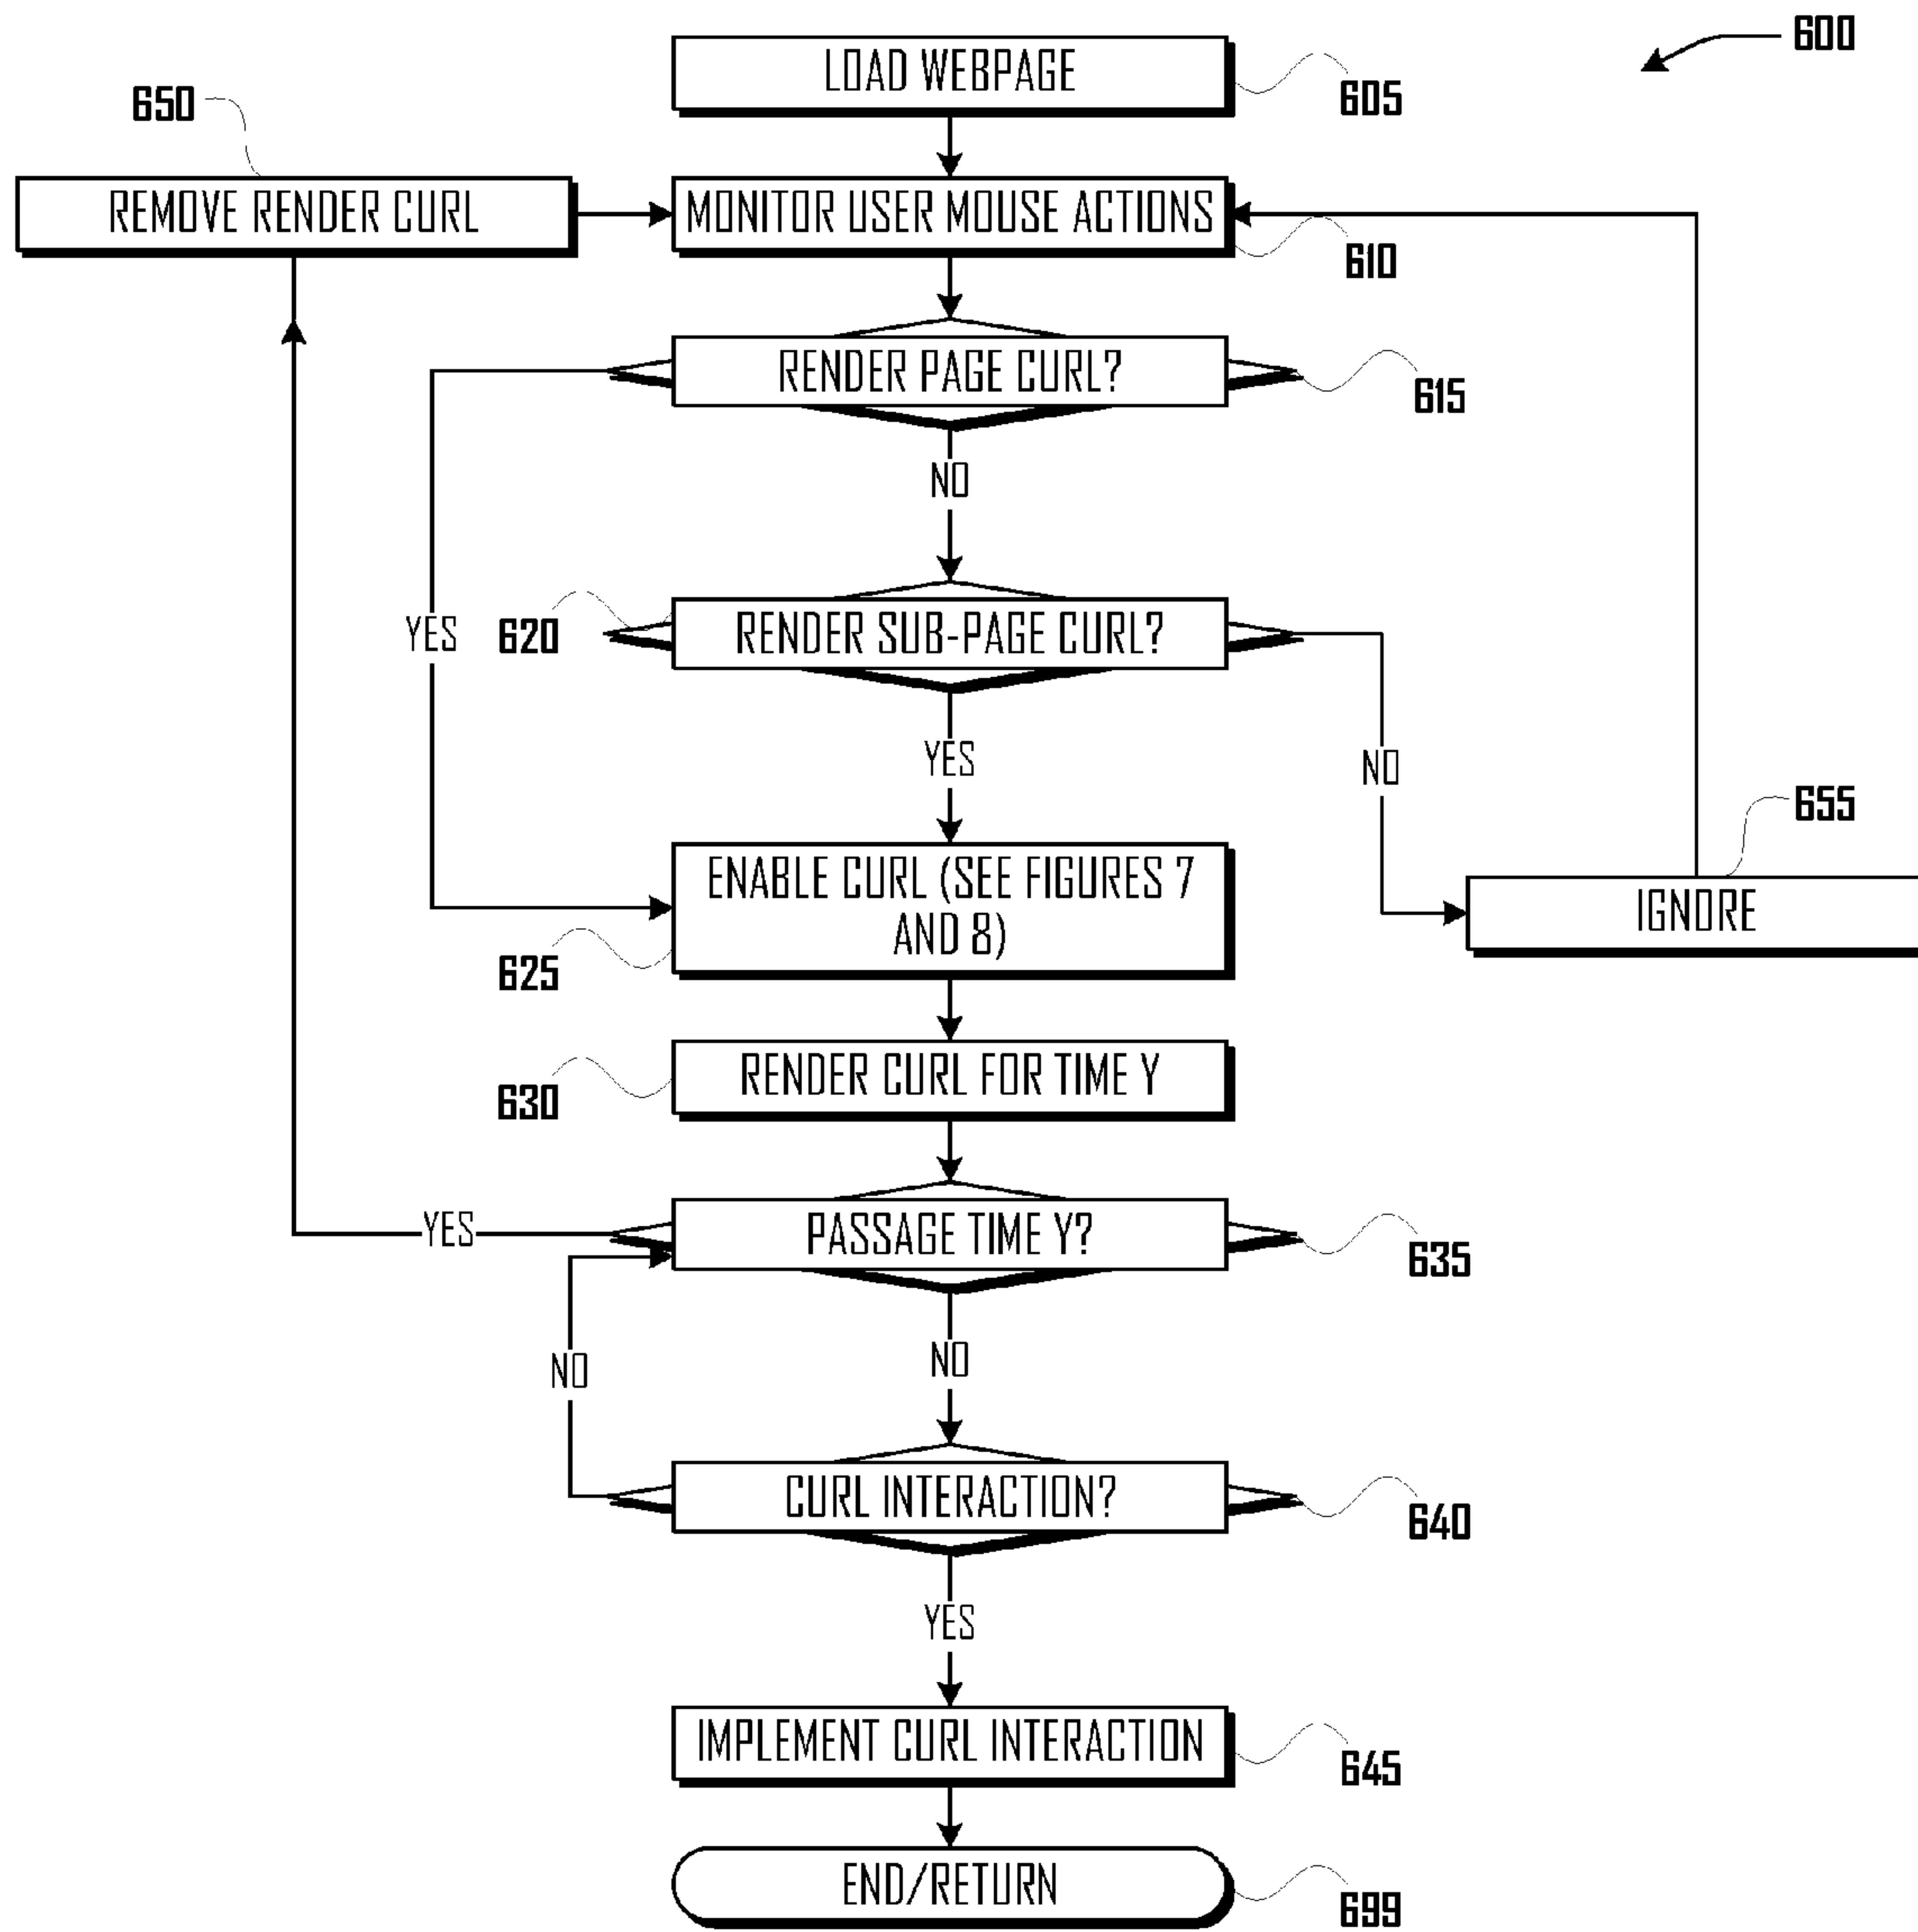 600
LOAD WEBPAGE
605
650
REMOVE RENDER CURL
MONITOR USER MOUSE ACTIONS
610
RENDER PAGE CURL?
615
NO
YES
620
RENDER SUB-PAGE CURL?
YES
NO
655
ENABLE CURL (SEE FIGURES 7
AND 8)
IGNORE
625
RENDER CURL FOR TIME Y
630
YES
PASSAGE TIME Y?
635
NO
NO
CURL INTERACTION?
640
YES
IMPLEMENT CURL INTERACTION
645
END/RETURN
699